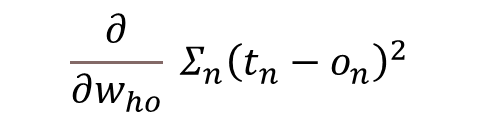 ∂/∂w_ho Σ_n(t_n − o_n)²